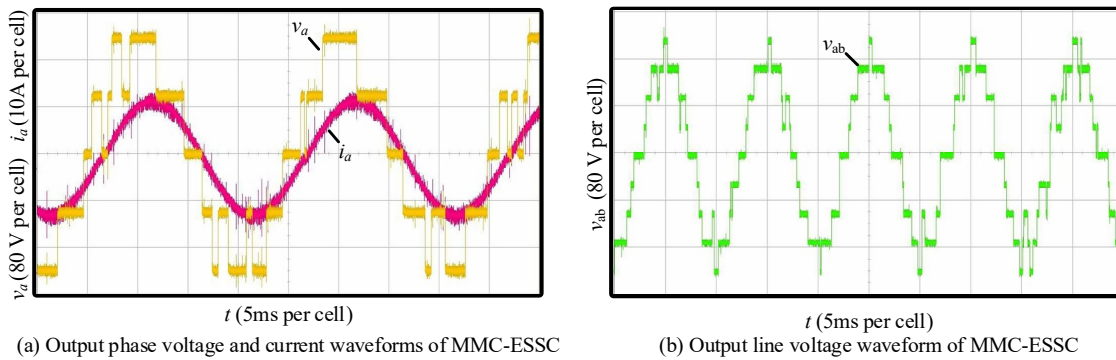 i_a (10A per cell)
v_a (80 V per cell)
v_a
i_a
t (5ms per cell)
(a) Output phase voltage and current waveforms of MMC-ESSC
v_ab (80 V per cell)
v_ab
t (5ms per cell)
(b) Output line voltage waveform of MMC-ESSC